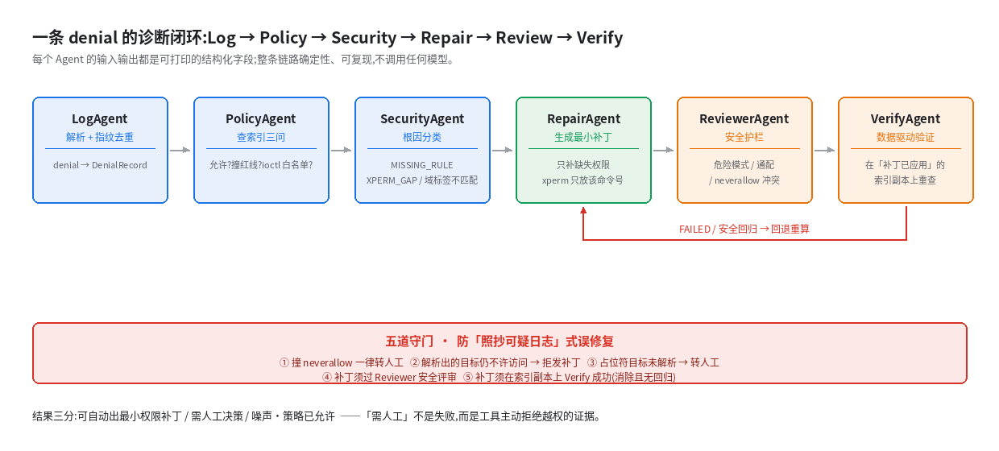 一条 denial 的诊断闭环:Log → Policy → Security → Repair → Review → Verify
每个 Agent 的输入输出都是可打印的结构化字段;整条链路确定性、可复现,不调用任何模型。
LogAgent
解析 + 指纹去重
denial → DenialRecord
PolicyAgent
查索引三问
允许?撞红线?ioctl 白名单?
SecurityAgent
根因分类
MISSING_RULE
XPERM_GAP / 域标签不匹配
RepairAgent
生成最小补丁
只补缺失权限
xperm 只放该命令号
ReviewerAgent
安全护栏
危险模式 / 通配
/ neverallow 冲突
VerifyAgent
数据驱动验证
在「补丁已应用」的
索引副本上重查
FAILED / 安全回归 → 回退重算
五道守门 · 防「照抄可疑日志」式误修复
① 撞 neverallow 一律转人工 ② 解析出的目标仍不许访问 → 拒发补丁 ③ 占位符目标未解析 → 转人工
④ 补丁须过 Reviewer 安全评审 ⑤ 补丁须在索引副本上 Verify 成功(消除且无回归)
结果三分:可自动出最小权限补丁 / 需人工决策 / 噪声・策略已允许 ——「需人工」不是失败,而是工具主动拒绝越权的证据。